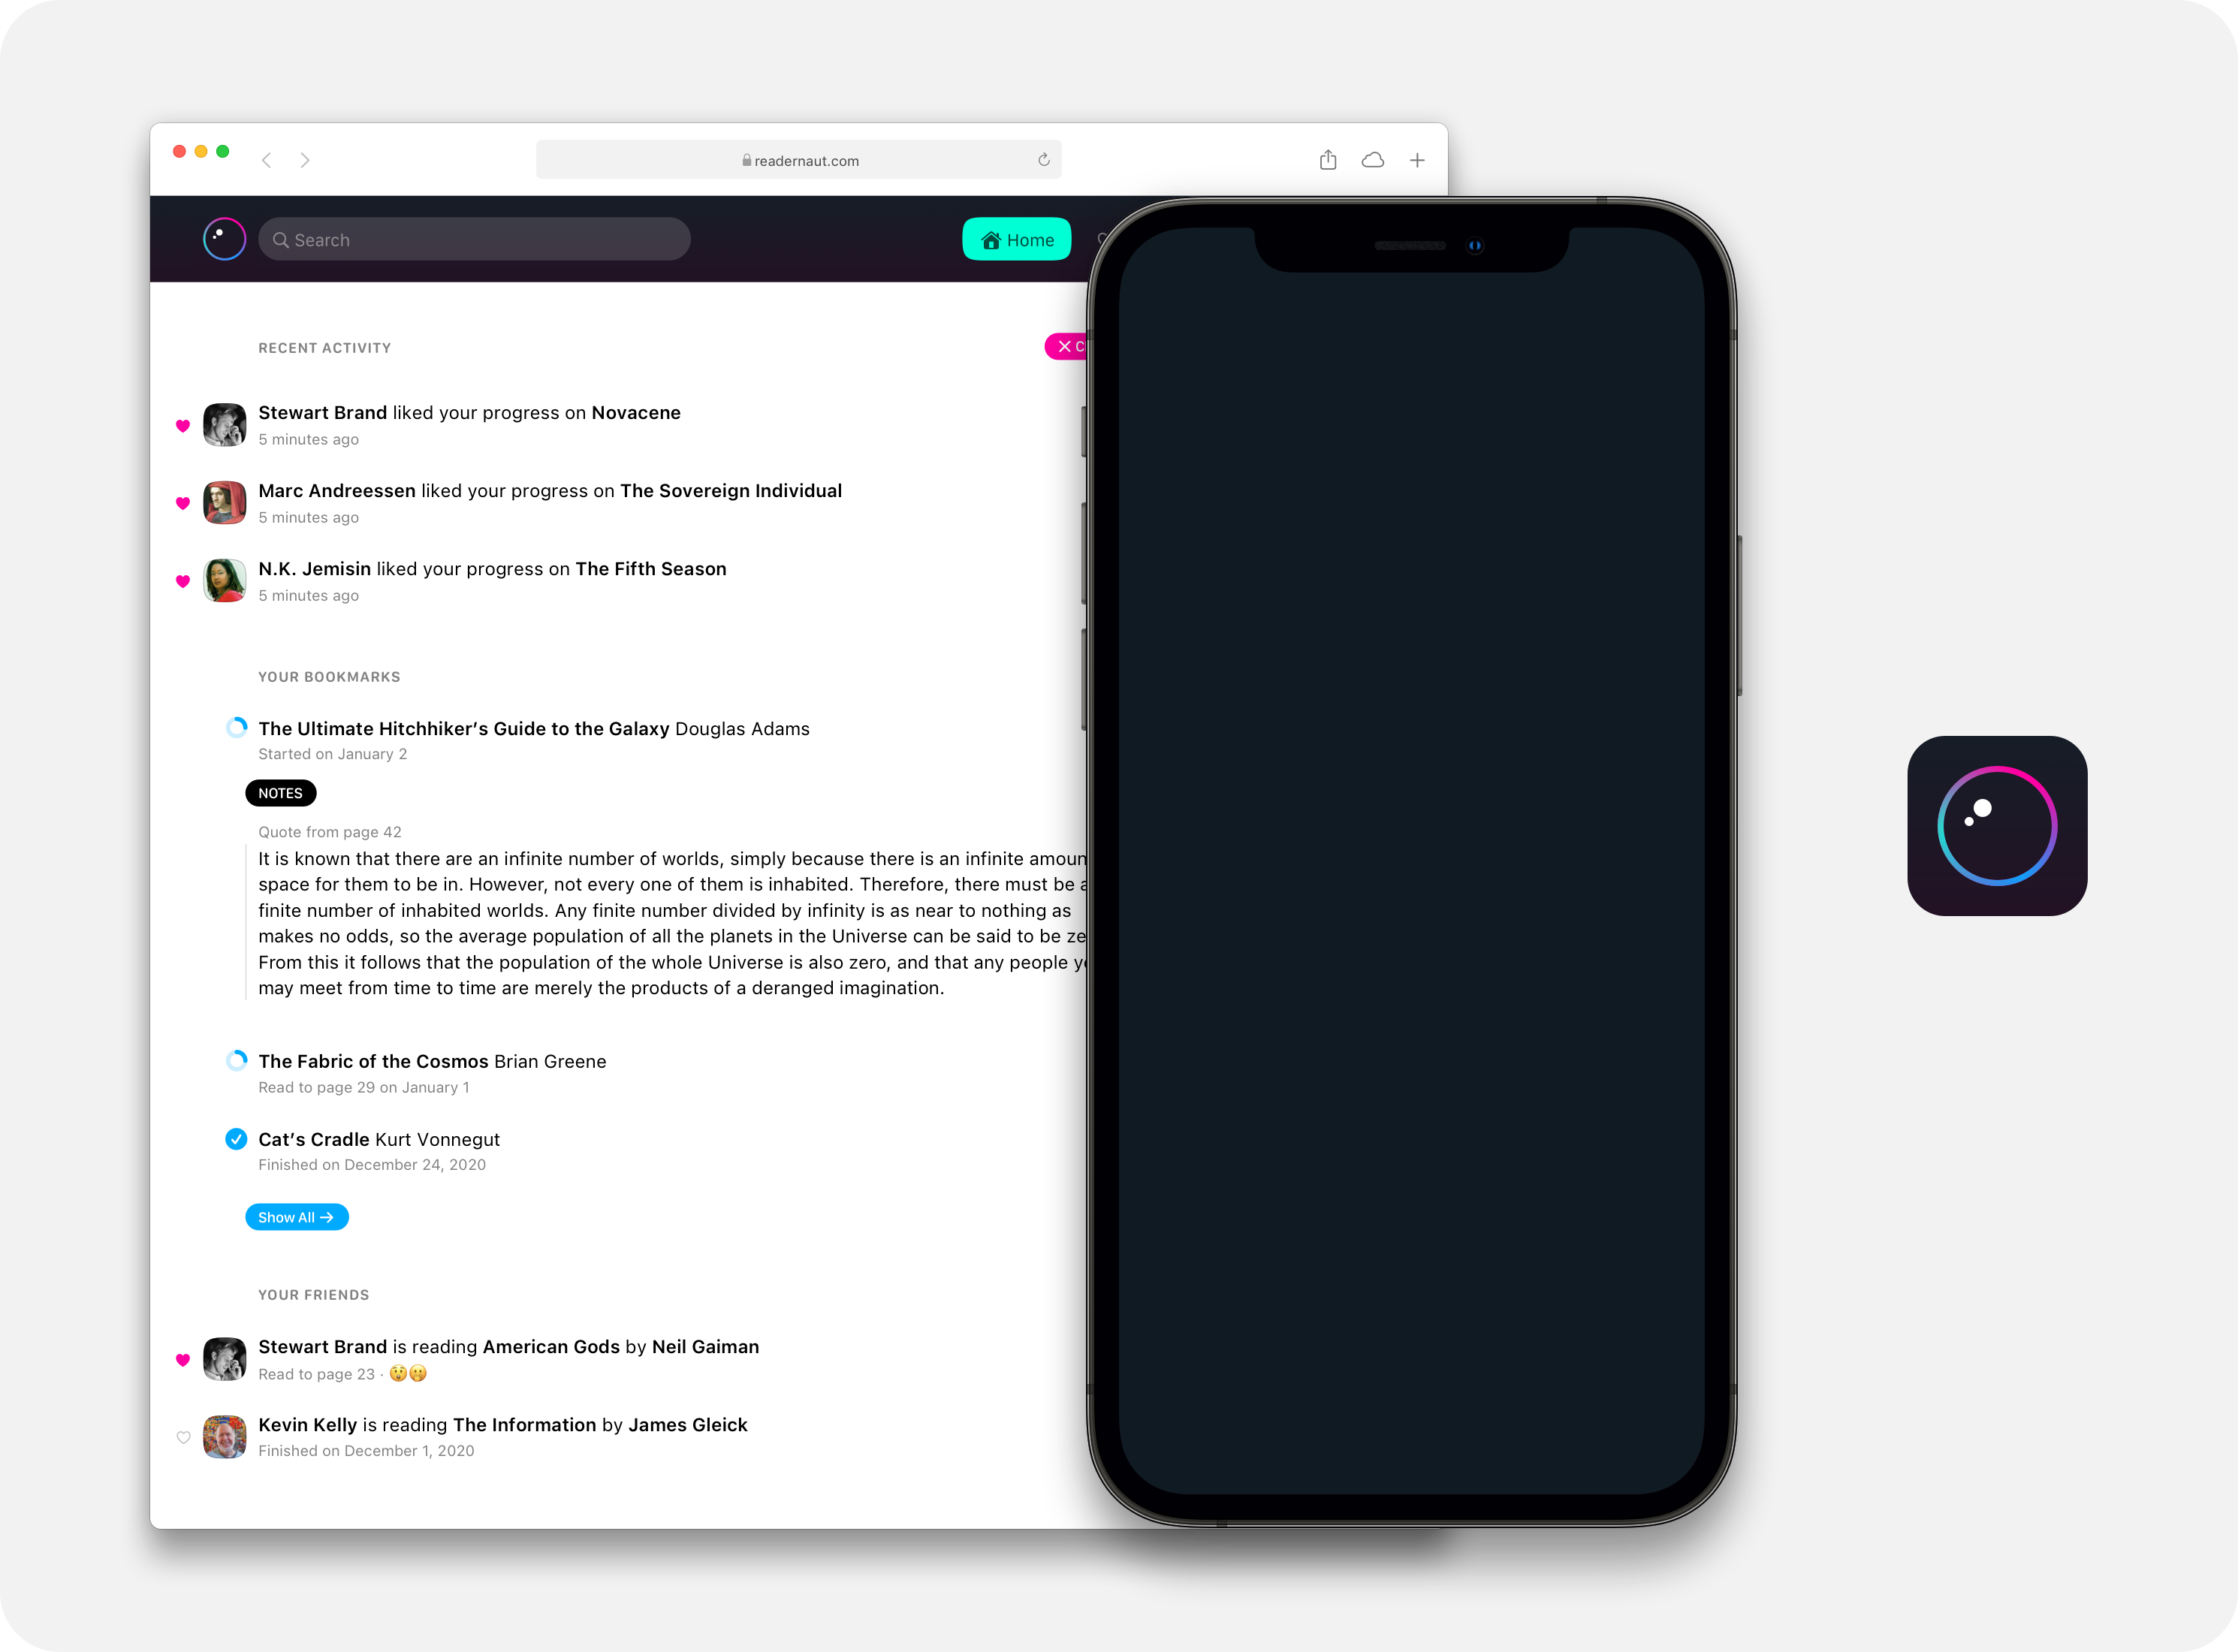 readernaut.com
Search
Home
RECENT ACTIVITY
Stewart Brand liked your progress on Novacene
5 minutes ago
Marc Andreessen liked your progress on The Sovereign Individual
5 minutes ago
N.K. Jemisin liked your progress on The Fifth Season
5 minutes ago
YOUR BOOKMARKS
The Ultimate Hitchhiker’s Guide to the Galaxy Douglas Adams
Started on January 2
NOTES
Quote from page 42
It is known that there are an infinite number of worlds, simply because there is an infinite
space for them to be in. However, not every one of them is inhabited. Therefore, there must be
finite number of inhabited worlds. Any finite number divided by infinity is as near to nothing as
makes no odds, so the average population of all the planets in the Universe can be said to be
From this it follows that the population of the whole Universe is also zero, and that any people
may meet from time to time are merely the products of a deranged imagination.
The Fabric of the Cosmos Brian Greene
Read to page 29 on January 1
Cat’s Cradle Kurt Vonnegut
Finished on December 24, 2020
Show All →
YOUR FRIENDS
Stewart Brand is reading American Gods by Neil Gaiman
Read to page 23 · 😲🤭
Kevin Kelly is reading The Information by James Gleick
Finished on December 1, 2020